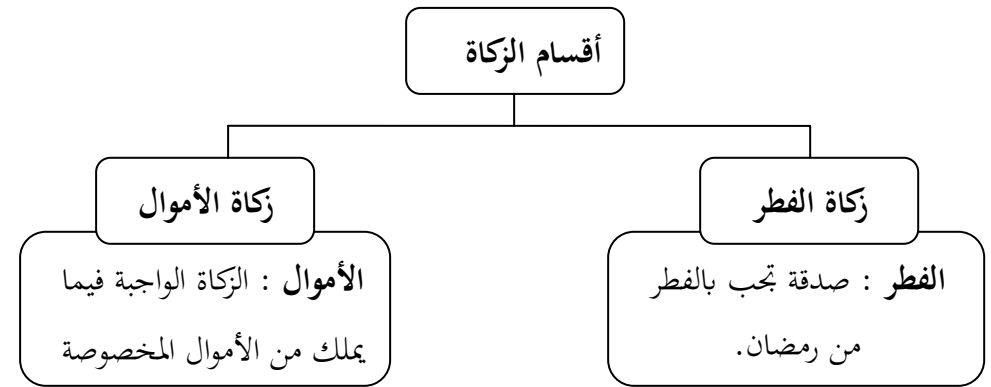 أقسام الزكاة
زكاة الفطر
الفطر : صدقة تجب بالفطر
من رمضان.
زكاة الأموال
الأموال : الزكاة الواجبة فيما
يملك من الأموال المخصوصة